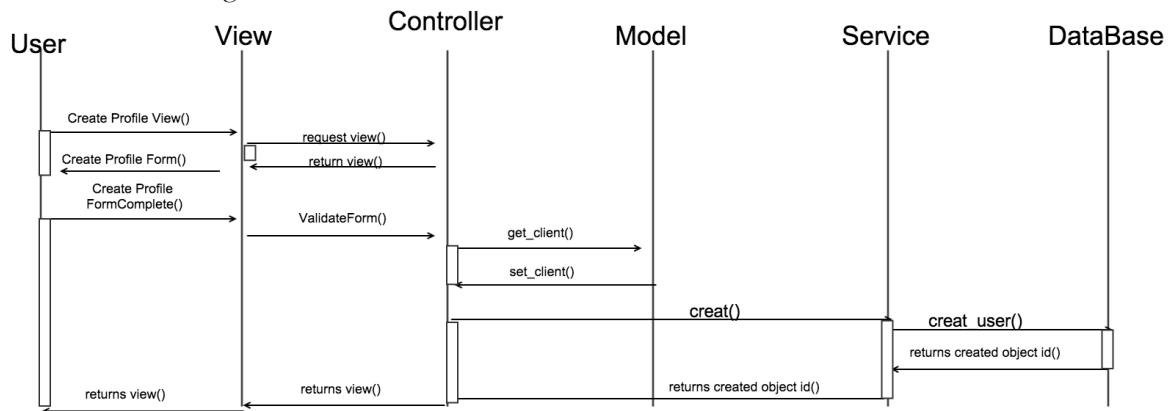 User
View
Controller
Model
Service
DataBase
Create Profile View()
request view()
Create Profile Form()
return view()
Create Profile
FormComplete()
ValidateForm()
get_client()
set_client()
creat()
creat_user()
returns created object id()
returns created object id()
returns view()
returns view()